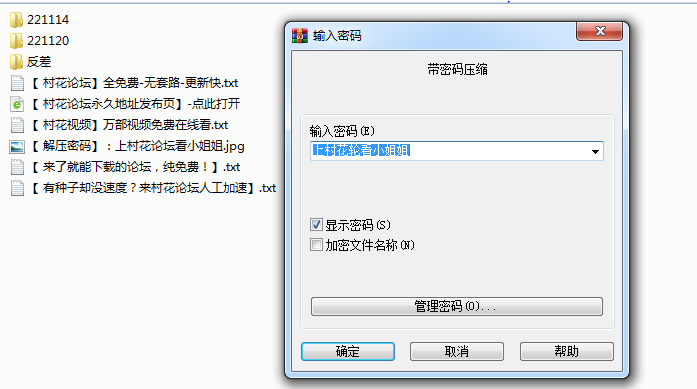 221114
221120
反差
【 村花论坛】全免费-无套路-更新快.txt
【 村花论坛永久地址发布页】-点此打开
【 村花视频】万部视频免费在线看.txt
【 解压密码】：上村花论坛看小姐姐.jpg
【 来了就能下载的论坛，纯免费！】.txt
【 有种子却没速度？来村花论坛人工加速】.txt
输入密码
带密码压缩
输入密码(E)
上村花轮看小姐姐
显示密码(S)
加密文件名称(N)
管理密码(O)...
确定
取消
帮助